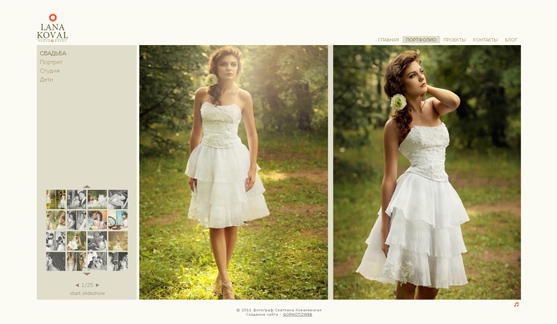 LANA
KOVAL
ГЛАВНАЯ ПОРТФОЛИО ПРОЕКТЫ КОНТАКТЫ БЛОГ
СВАДЬБА
Портрет
Студия
Дети
1/25
start slideshow
© 2011 фотограф Светлана Ковалевская
Создание сайта -